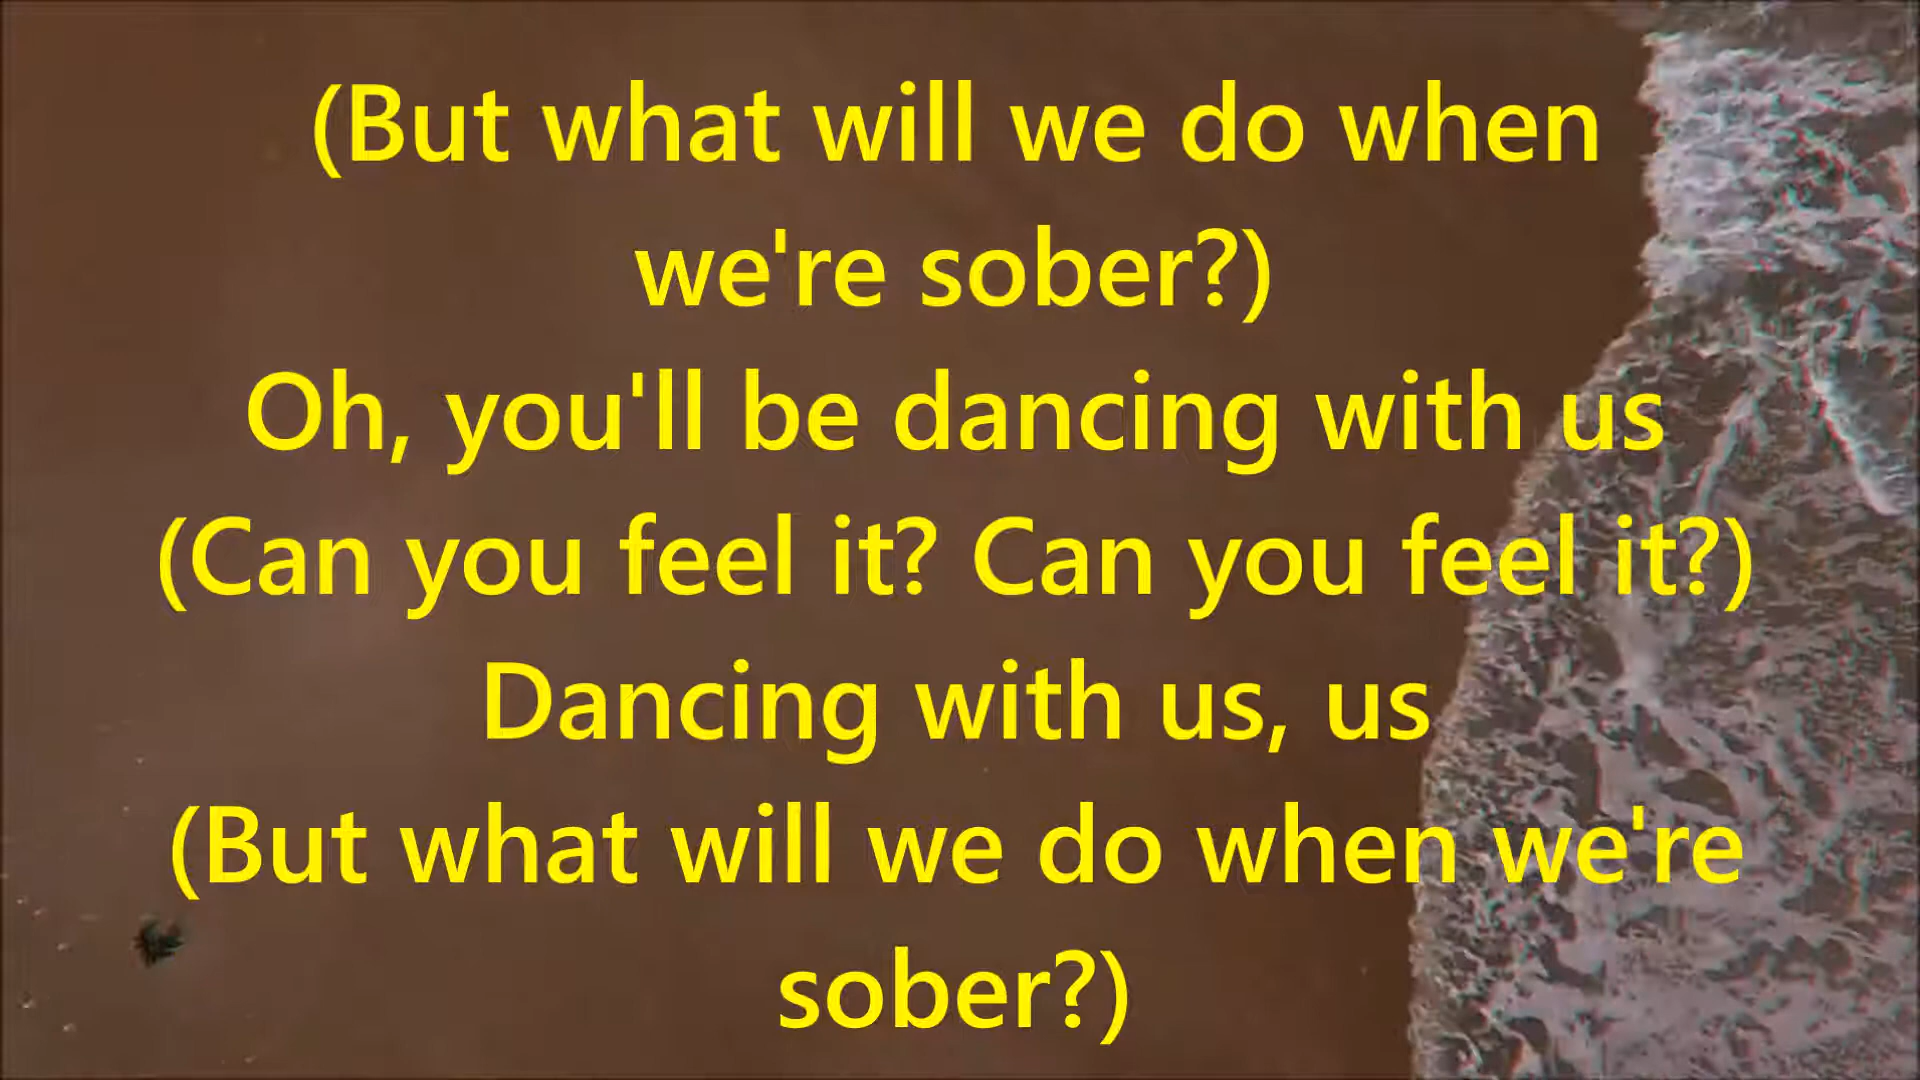 (But what will we do when
we're sober?)
Oh, you'll be dancing with us
(Can you feel it? Can you feel it?)
Dancing with us, us
(But what will we do when we're
sober?)